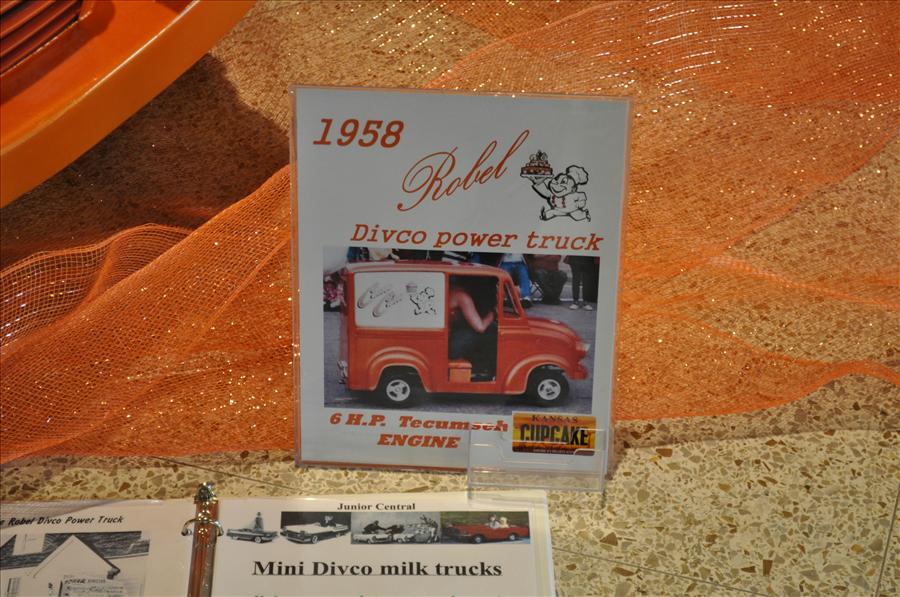 1958
Robel
Divco power truck
6 H.P. Tecumseh
ENGINE
KANSAS
CUPCAKE
Robel Divco Power Truck
Junior Central
Mini Divco milk trucks